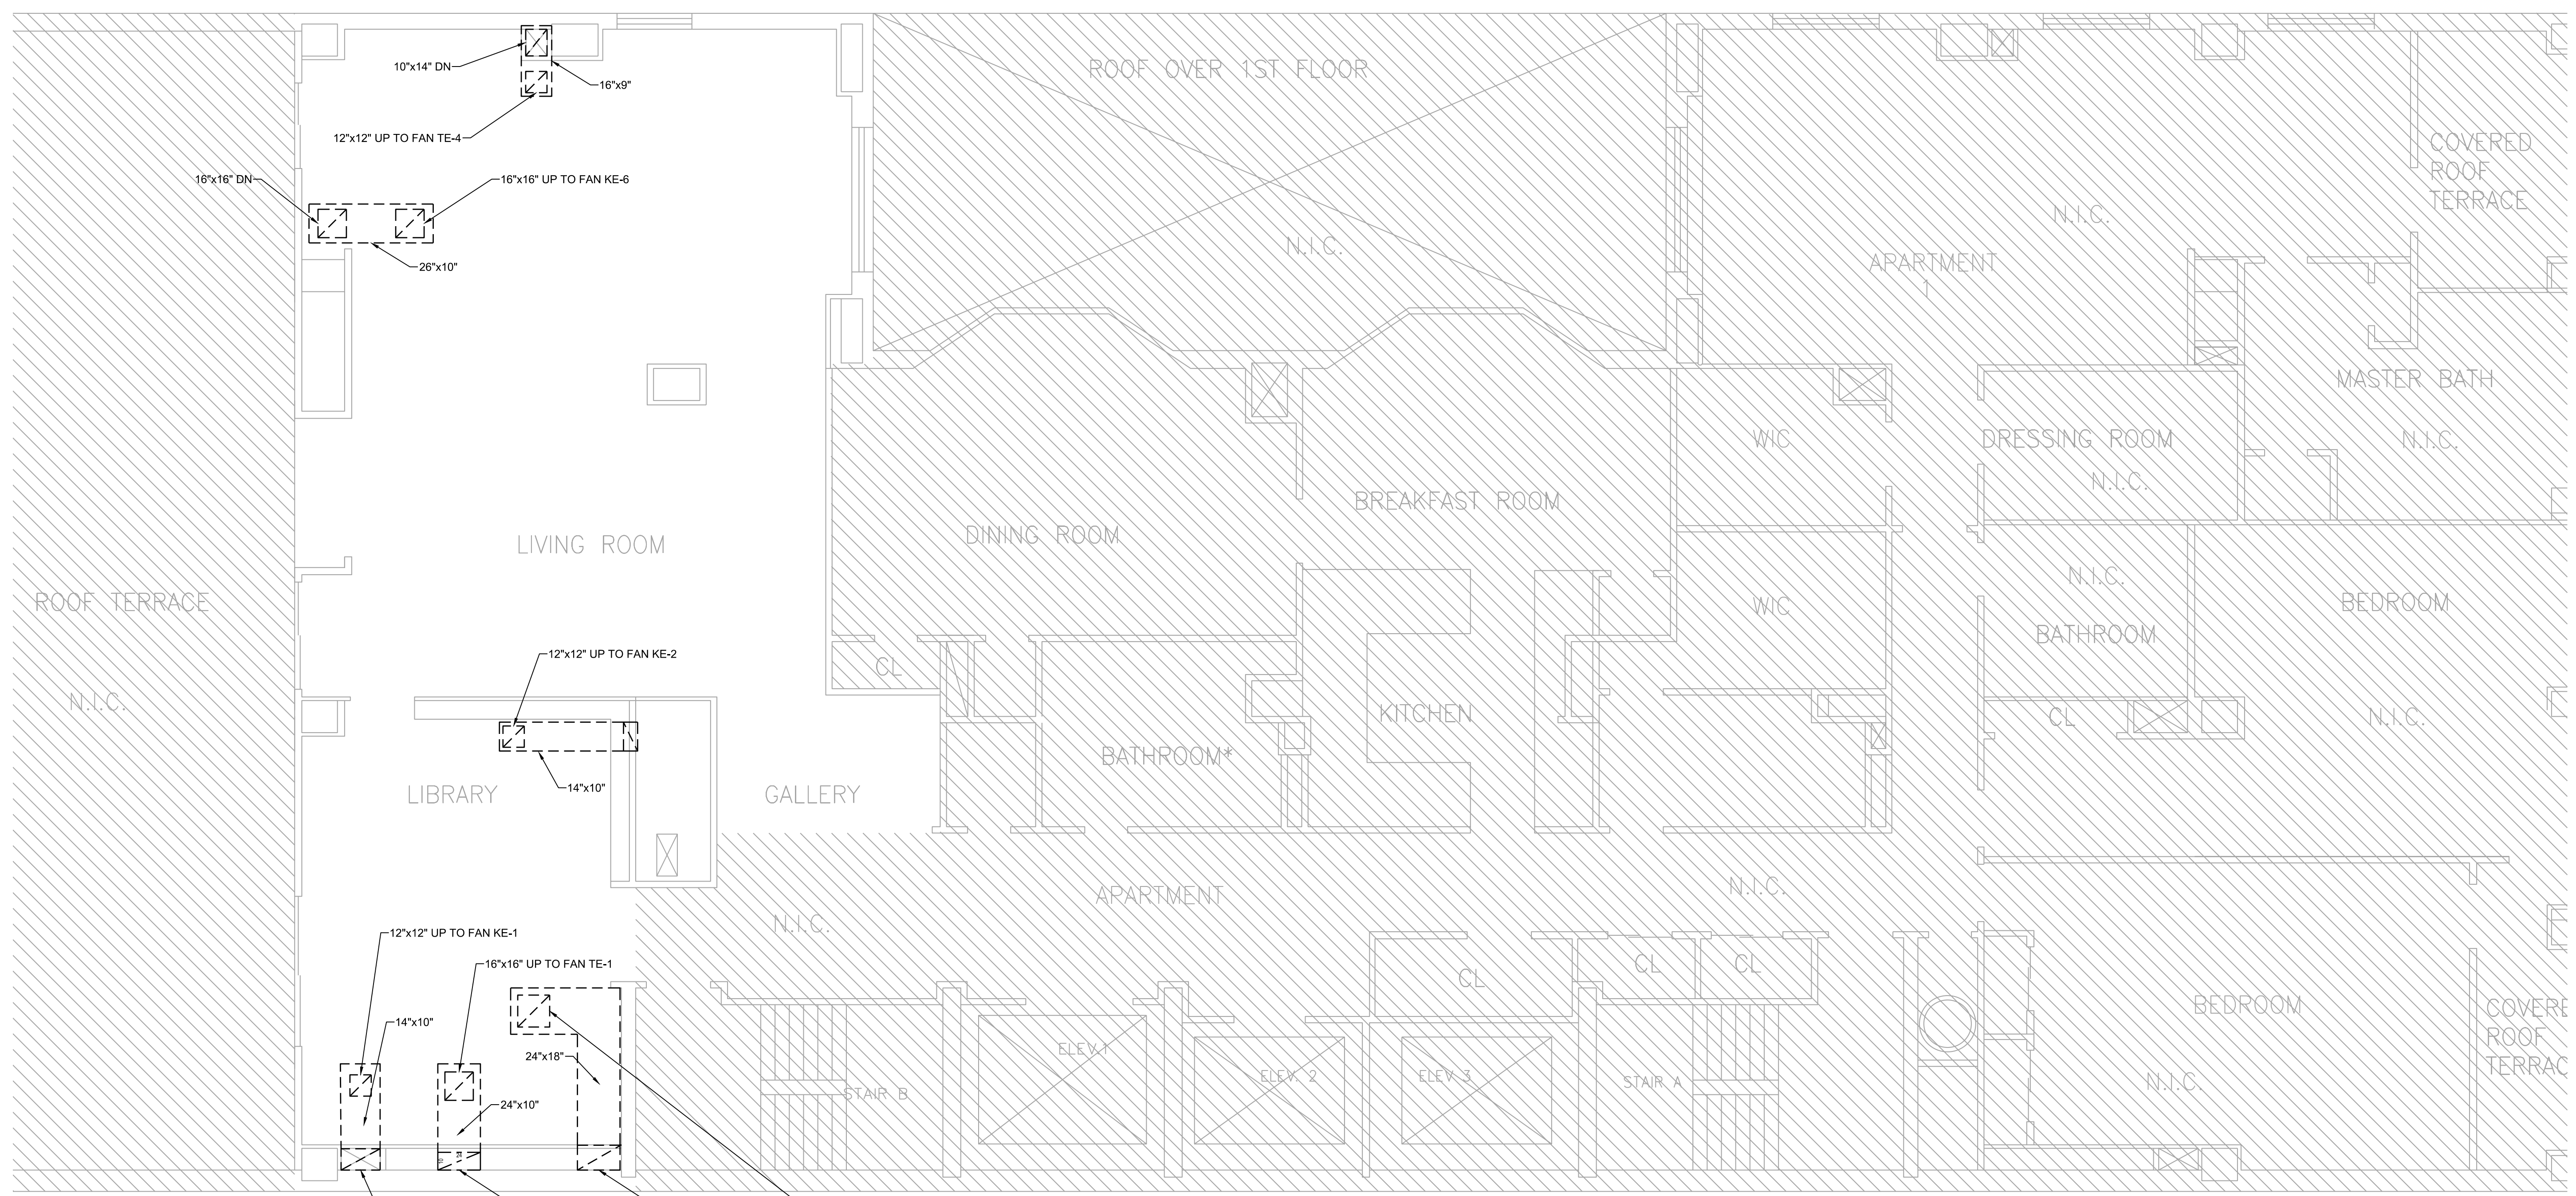 10"x14" DN
16"x9"
12"x12" UP TO FAN TE-4
16"x16" DN
16"x16" UP TO FAN KE-6
26"x10"
ROOF OVER 1ST FLOOR
N.I.C.
N.I.C.
APARTMENT
1
COVERED
ROOF
TERRACE
MASTER BATH
N.I.C.
WIC
DRESSING ROOM
N.I.C.
LIVING ROOM
DINING ROOM
BREAKFAST ROOM
ROOF TERRACE
N.I.C.
WIC
N.I.C.
BATHROOM
BEDROOM
N.I.C.
12"x12" UP TO FAN KE-2
14"x10"
CL
KITCHEN
CL
BATHROOM*
LIBRARY
GALLERY
APARTMENT
N.I.C.
N.I.C.
12"x12" UP TO FAN KE-1
16"x16" UP TO FAN TE-1
14"x10"
24"x18"
24"x10"
CL
CL
CL
ELEV.1
ELEV. 2
ELEV 3
STAIR B
STAIR A
BEDROOM
N.I.C
COVERE
ROOF
TERRAC